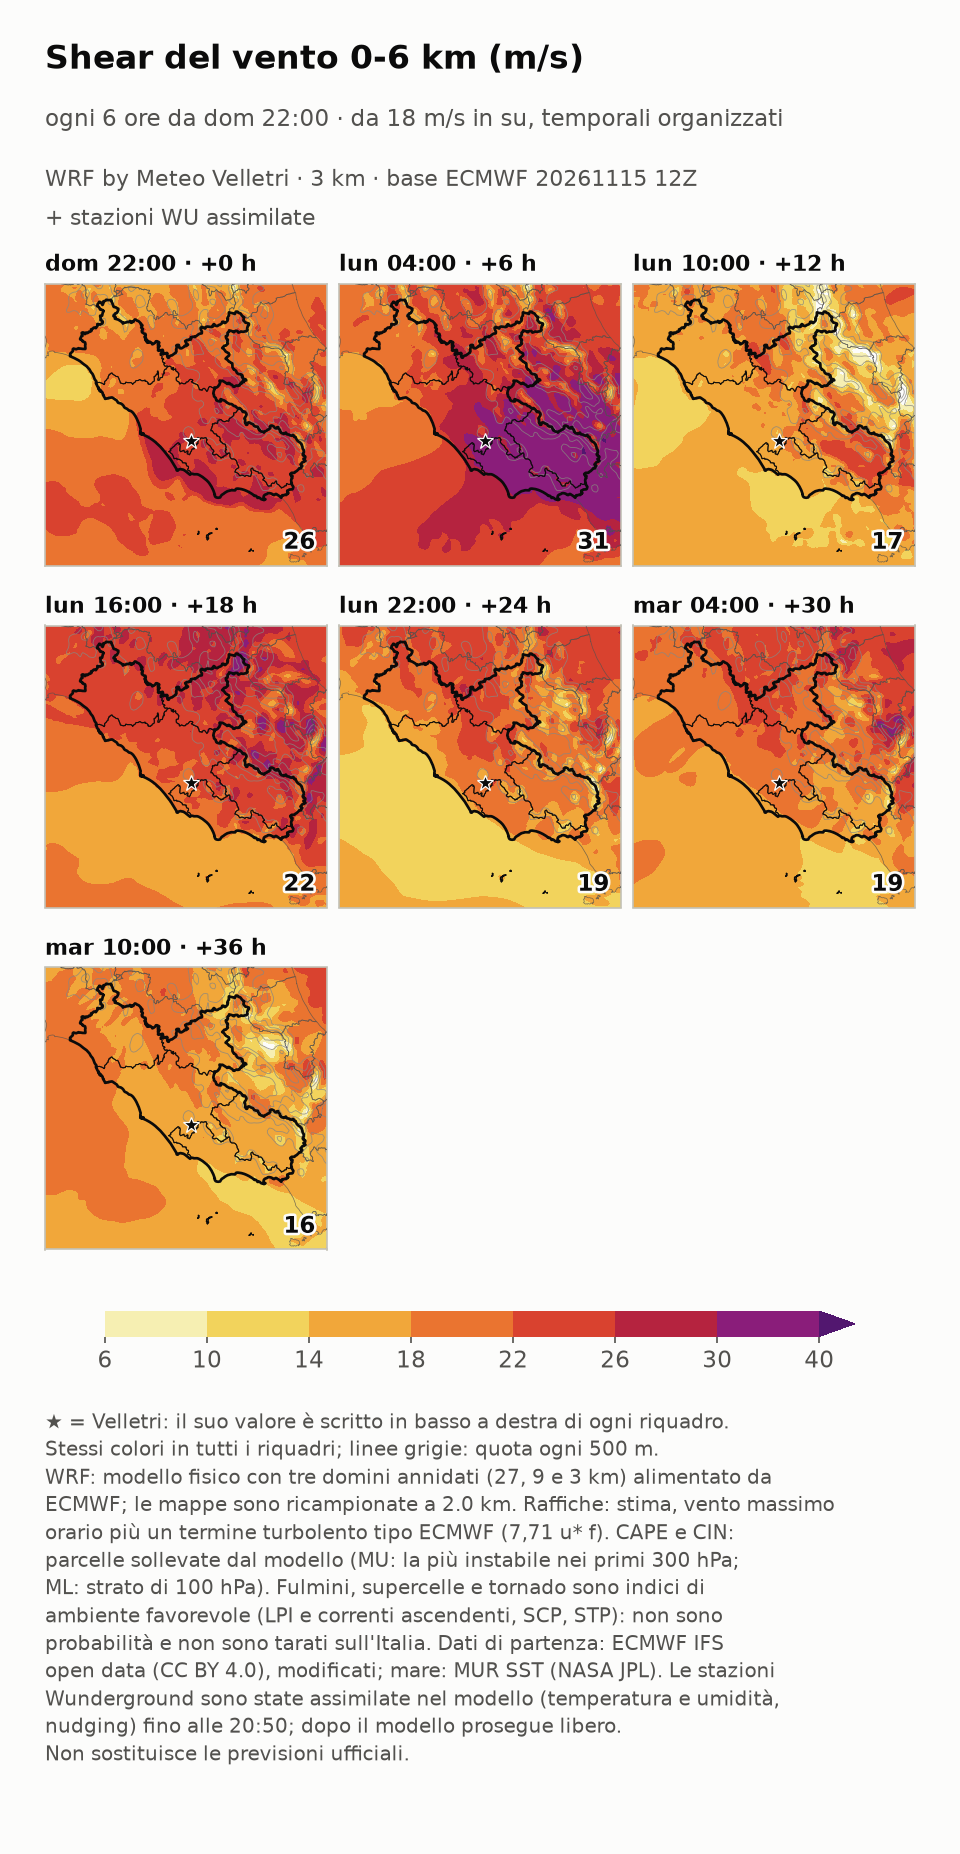 Shear del vento 0-6 km (m/s)
ogni 6 ore da dom 22:00 · da 18 m/s in su, temporali organizzati
WRF by Meteo Velletri · 3 km · base ECMWF 20261115 12Z
+ stazioni WU assimilate
dom 22:00 · +0 h
lun 04:00 · +6 h
lun 10:00 · +12 h
26
31
17
lun 16:00 · +18 h
lun 22:00 · +24 h
mar 04:00 · +30 h
22
19
19
mar 10:00 · +36 h
16
6 10 14 18 22 26 30 40
★ = Velletri: il suo valore è scritto in basso a destra di ogni riquadro.
Stessi colori in tutti i riquadri; linee grigie: quota ogni 500 m.
WRF: modello fisico con tre domini annidati (27, 9 e 3 km) alimentato da
ECMWF; le mappe sono ricampionate a 2.0 km. Raffiche: stima, vento massimo
orario più un termine turbolento tipo ECMWF (7,71 u* f). CAPE e CIN:
parcelle sollevate dal modello (MU: la più instabile nei primi 300 hPa;
ML: strato di 100 hPa). Fulmini, supercelle e tornado sono indici di
ambiente favorevole (LPI e correnti ascendenti, SCP, STP): non sono
probabilità e non sono tarati sull'Italia. Dati di partenza: ECMWF IFS
open data (CC BY 4.0), modificati; mare: MUR SST (NASA JPL). Le stazioni
Wunderground sono state assimilate nel modello (temperatura e umidità,
nudging) fino alle 20:50; dopo il modello prosegue libero.
Non sostituisce le previsioni ufficiali.